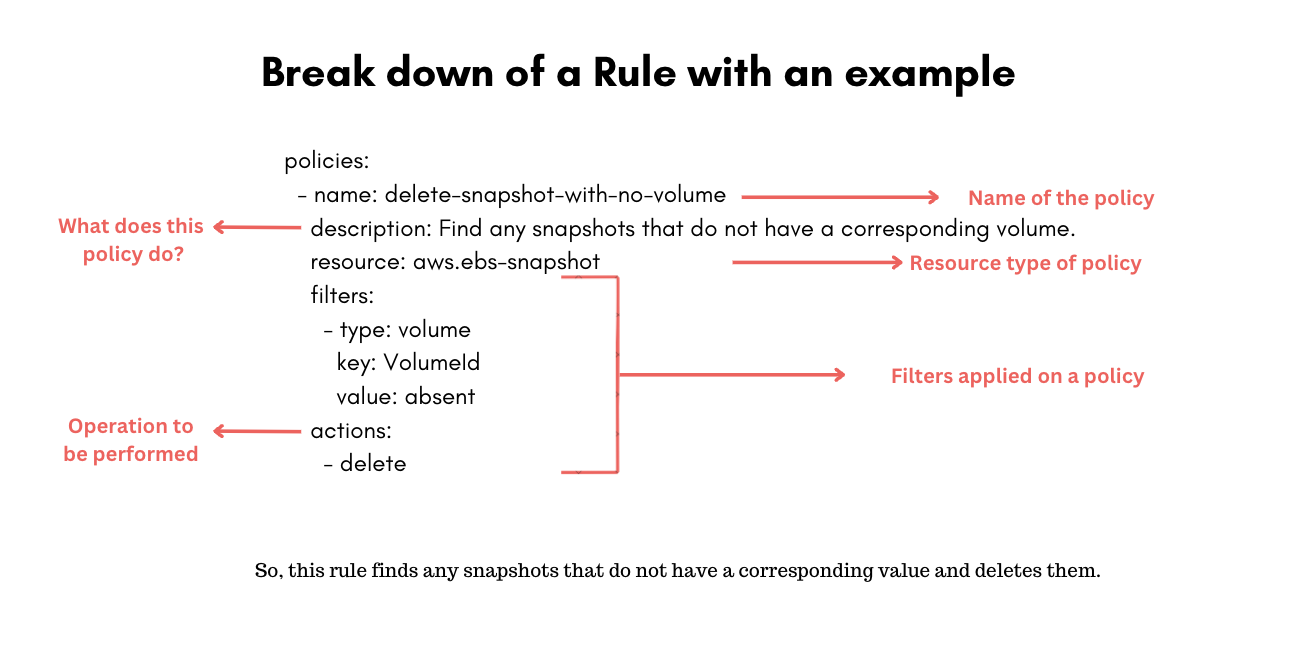 Break down of a Rule with an example
policies:
- name: delete-snapshot-with-no-volume
Name of the policy
What does this
policy do?
description: Find any snapshots that do not have a corresponding volume.
resource: aws.ebs-snapshot
Resource type of policy
filters:
- type: volume
key: VolumeId
value: absent
Filters applied on a policy
Operation to
be performed
actions:
- delete
So, this rule finds any snapshots that do not have a corresponding value and deletes them.